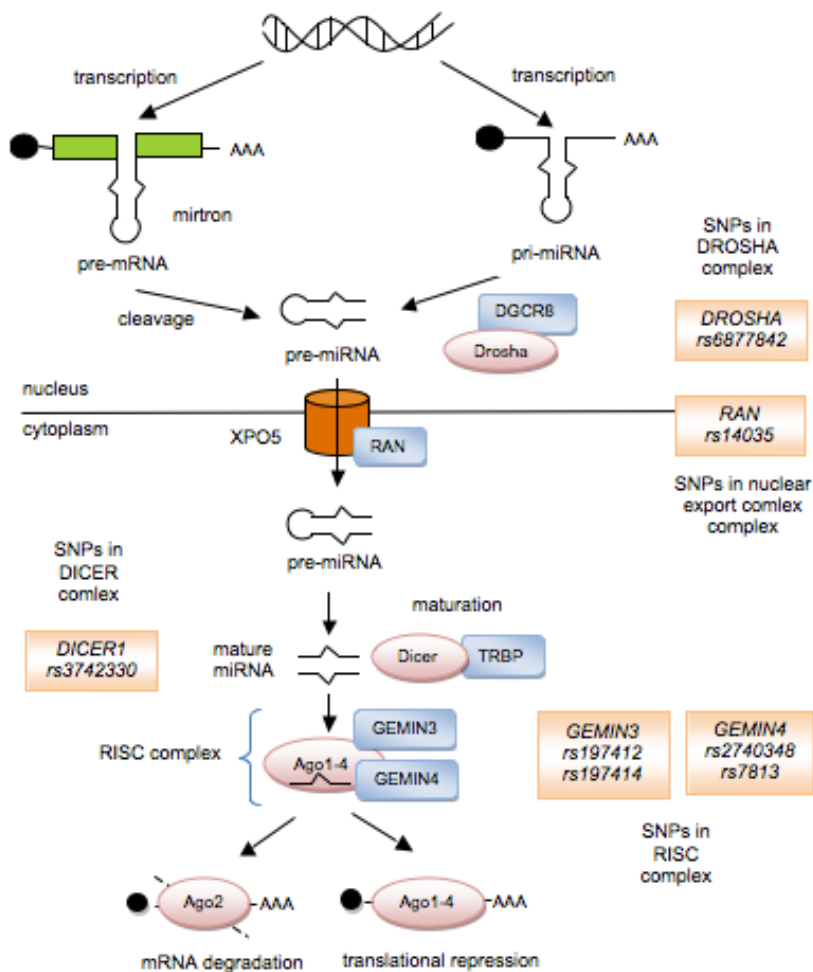 transcription
transcription
AAA
AAA
mirtron
pre-mRNA
pri-miRNA
SNPs in
DROSHA
complex
cleavage
pre-miRNA
DGCR8
Drosha
DROSHA
rs6877842
nucleus
cytoplasm
XPO5
RAN
RAN
rs14035
SNPs in nuclear
export comlex
complex
pre-miRNA
SNPs in
DICER
comlex
DICER1
rs3742330
maturation
mature
miRNA
Dicer
TRBP
RISC complex
GEMIN3
Ago1-4
GEMIN4
GEMIN3
rs197412
rs197414
GEMIN4
rs2740348
rs7813
SNPs in
RISC
complex
Ago2
AAA
Ago1-4
AAA
mRNA degradation
translational repression